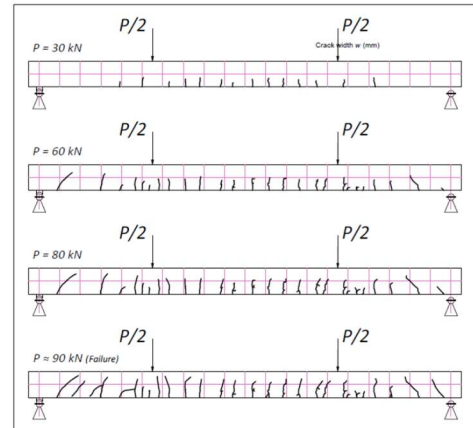 P/2 P/2
P = 30 kN
Crack width w (mm)
P/2 P/2
P = 60 kN
P/2 P/2
P = 80 kN
P/2 P/2
P ≈ 90 kN (Failure)